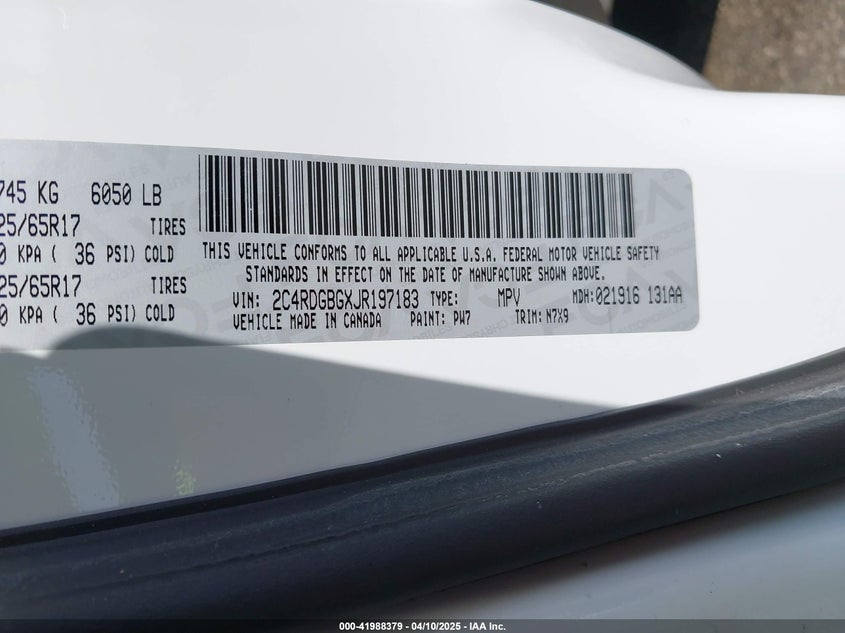 745 KG 6050 LB
25/65R17 TIRES
0 KPA ( 36 PSI) COLD
25/65R17 TIRES
0 KPA ( 36 PSI) COLD
THIS VEHICLE CONFORMS TO ALL APPLICABLE U.S.A. FEDERAL MOTOR VEHICLE SAFETY
STANDARDS IN EFFECT ON THE DATE OF MANUFACTURE SHOWN ABOVE.
VIN: 2C4RDGBGXJR197183 TYPE: MPV MDH:021916 131AA
VEHICLE MADE IN CANADA PAINT: PW7 TRIM: N7X9
000-41988379 - 04/10/2025 - IAA Inc.